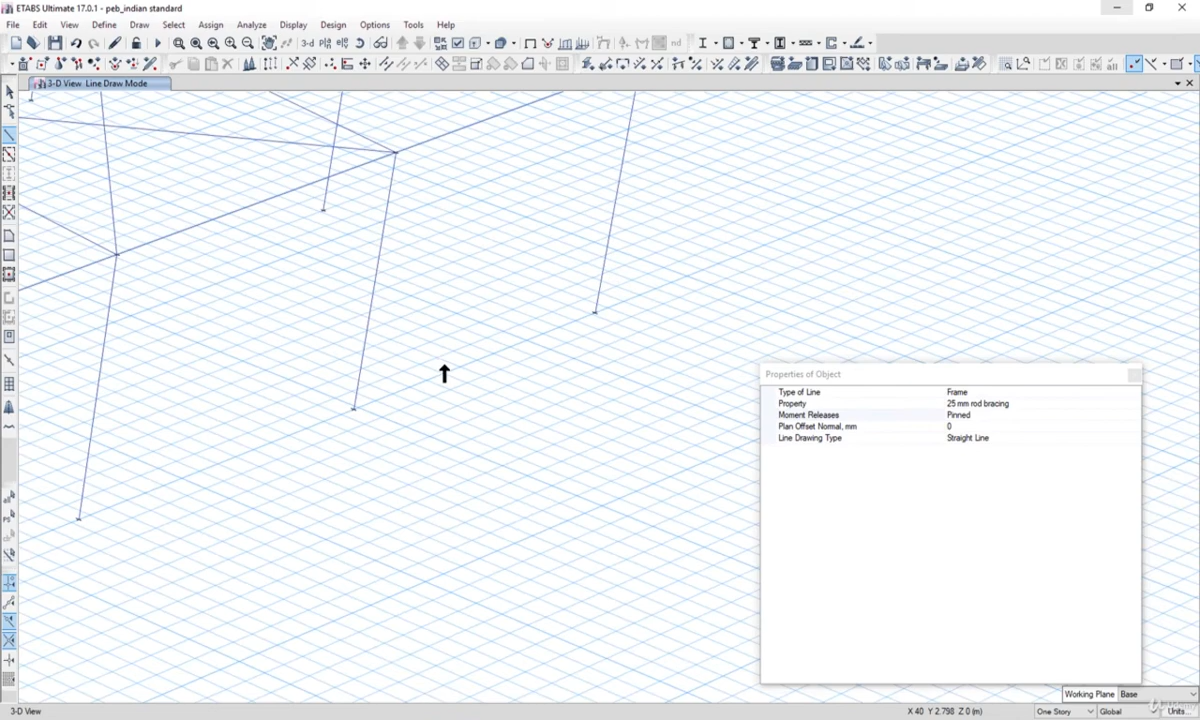 ETABS Ultimate 17.0.1 - peb_indian standard
File Edit View Define Draw Select Assign Analyze Display Design Options Tools Help
3-d
nd
all
3-D View Line Draw Mode
Properties of Object
Type of Line Frame
Property 25 mm rod bracing
Moment Releases Pinned
Plan Offset Normal, mm 0
Line Drawing Type Straight Line
Working Plane Base
3-D View X 40 Y 2.798 Z 0 (m) One Story Global Units...